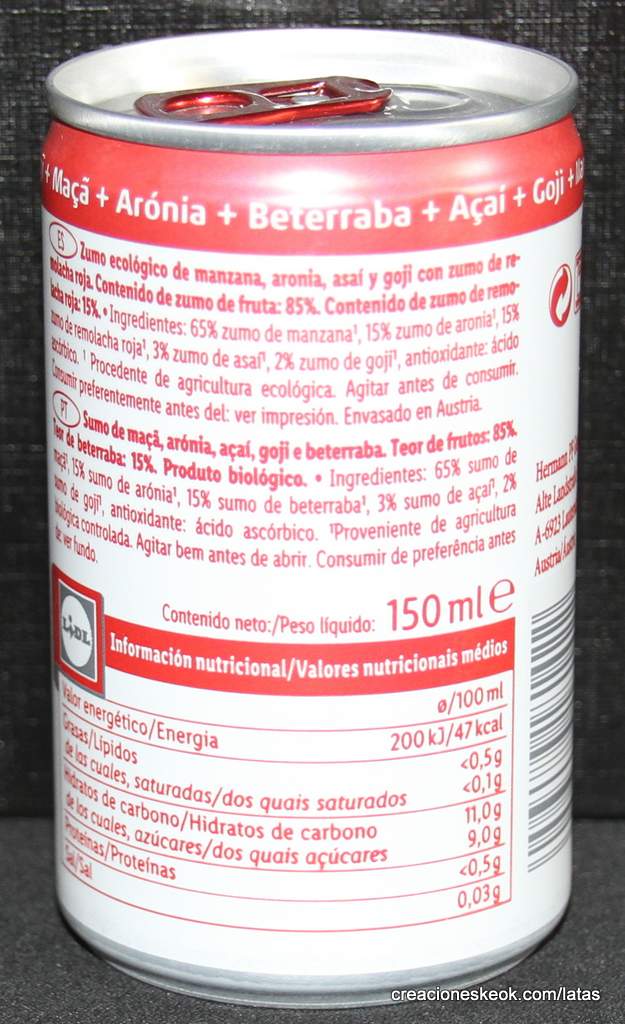 + Maçã + Arónia + Beterraba + Açaí + Goji +
ES Zumo ecológico de manzana, aronia, asaí y goji con zumo de re-
molacha roja. Contenido de zumo de fruta: 85%. Contenido de zumo de remo-
lacha roja: 15%. • Ingredientes: 65% zumo de manzana¹, 15% zumo de aronia¹, 15%
zumo de remolacha roja¹, 3% zumo de asaí¹, 2% zumo de goji¹, antioxidante: ácido
ascórbico. ¹ Procedente de agricultura ecológica. Agitar antes de consumir.
Consumir preferentemente antes del: ver impresión. Envasado en Austria.
PT Sumo de maçã, arónia, açaí, goji e beterraba. Teor de frutos: 85%.
Teor de beterraba: 15%. Produto biológico. • Ingredientes: 65% sumo de
maçã¹, 15% sumo de arónia¹, 15% sumo de beterraba¹, 3% sumo de açaí¹, 2%
sumo de goji¹, antioxidante: ácido ascórbico. ¹Proveniente de agricultura
biológica controlada. Agitar bem antes de abrir. Consumir de preferência antes
de: ver fundo.
Hermann
Alte
A-6923
Austria/
LIDL
Contenido neto:/Peso líquido: 150 ml e
Información nutricional/Valores nutricionais médios
ø/100 ml
Valor energético/Energia 200 kJ/47 kcal
Grasas/Lípidos <0,5g
de las cuales, saturadas/dos quais saturados <0,1g
Hidratos de carbono/Hidratos de carbono 11,0g
de los cuales, azúcares/dos quais açúcares 9,0g
Proteínas/Proteínas <0,5g
Sal/Sal 0,03g
creacioneskeok.com/latas